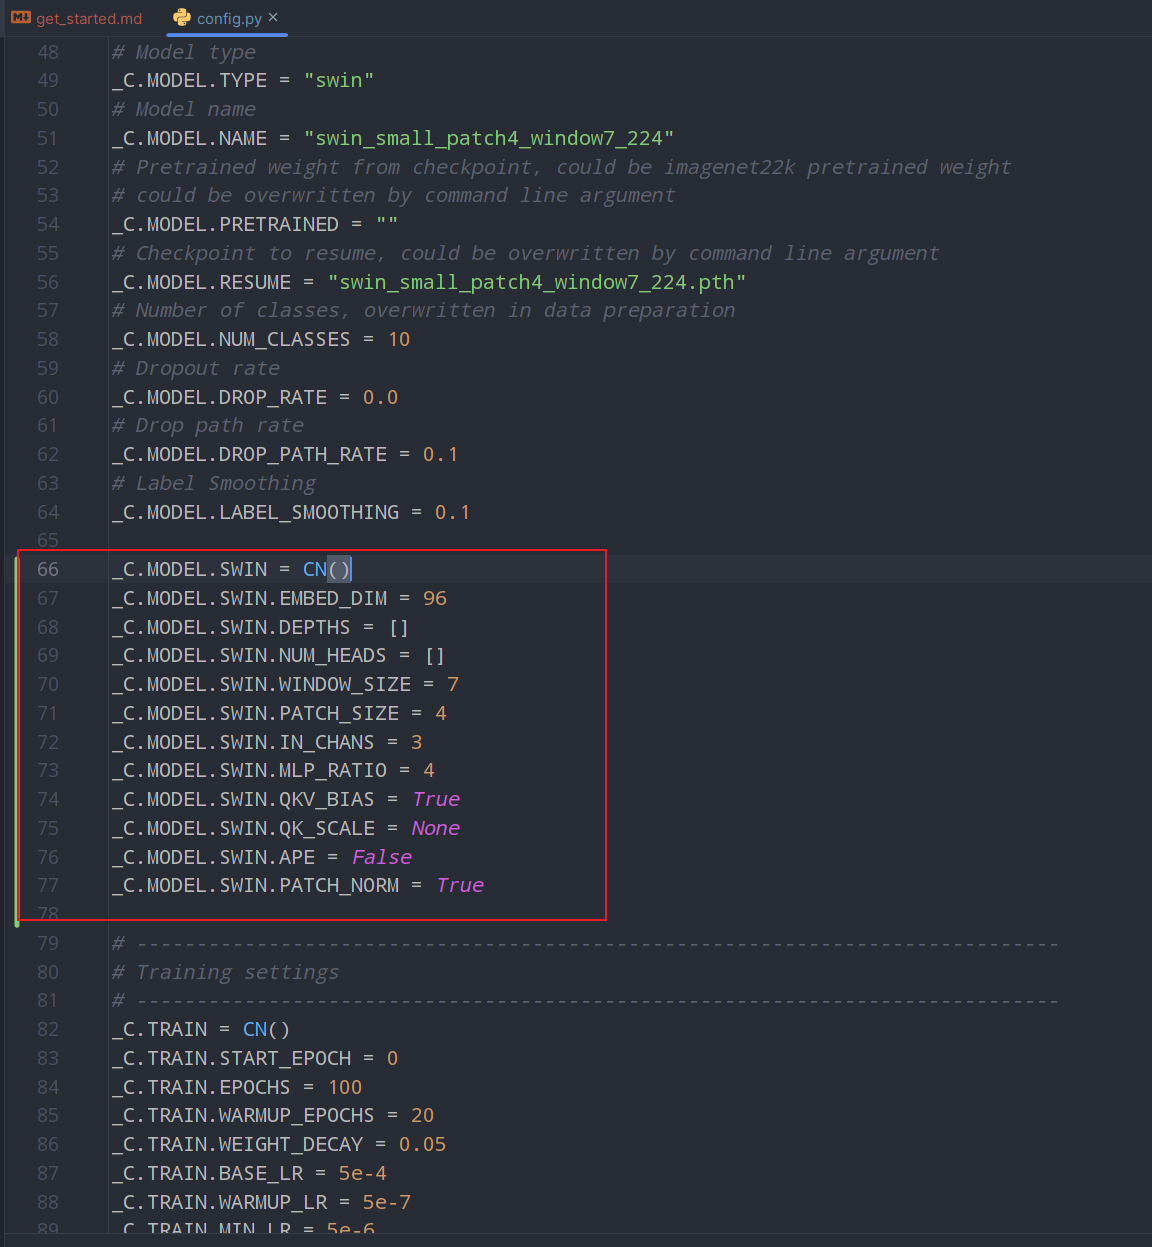 get_started.md
config.py
48 # Model type
49 _C.MODEL.TYPE = "swin"
50 # Model name
51 _C.MODEL.NAME = "swin_small_patch4_window7_224"
52 # Pretrained weight from checkpoint, could be imagenet22k pretrained weight
53 # could be overwritten by command line argument
54 _C.MODEL.PRETRAINED = ""
55 # Checkpoint to resume, could be overwritten by command line argument
56 _C.MODEL.RESUME = "swin_small_patch4_window7_224.pth"
57 # Number of classes, overwritten in data preparation
58 _C.MODEL.NUM_CLASSES = 10
59 # Dropout rate
60 _C.MODEL.DROP_RATE = 0.0
61 # Drop path rate
62 _C.MODEL.DROP_PATH_RATE = 0.1
63 # Label Smoothing
64 _C.MODEL.LABEL_SMOOTHING = 0.1
65
66 _C.MODEL.SWIN = CN()
67 _C.MODEL.SWIN.EMBED_DIM = 96
68 _C.MODEL.SWIN.DEPTHS = []
69 _C.MODEL.SWIN.NUM_HEADS = []
70 _C.MODEL.SWIN.WINDOW_SIZE = 7
71 _C.MODEL.SWIN.PATCH_SIZE = 4
72 _C.MODEL.SWIN.IN_CHANS = 3
73 _C.MODEL.SWIN.MLP_RATIO = 4
74 _C.MODEL.SWIN.QKV_BIAS = True
75 _C.MODEL.SWIN.QK_SCALE = None
76 _C.MODEL.SWIN.APE = False
77 _C.MODEL.SWIN.PATCH_NORM = True
78
79 # -----------------------------------------------------------------------------
80 # Training settings
81 # -----------------------------------------------------------------------------
82 _C.TRAIN = CN()
83 _C.TRAIN.START_EPOCH = 0
84 _C.TRAIN.EPOCHS = 100
85 _C.TRAIN.WARMUP_EPOCHS = 20
86 _C.TRAIN.WEIGHT_DECAY = 0.05
87 _C.TRAIN.BASE_LR = 5e-4
88 _C.TRAIN.WARMUP_LR = 5e-7
89 _C.TRAIN.MIN_LR = 5e-6